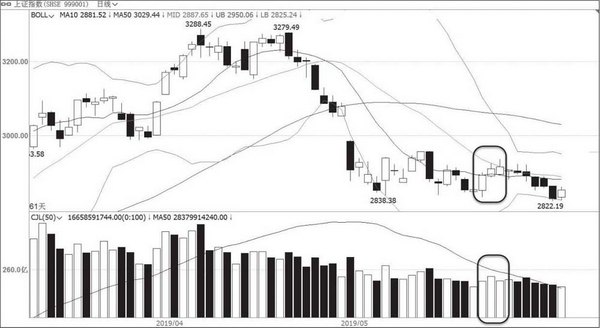 上证指数(SHSE 999001) 日线
BOLL MA10 2881.52↓ MA50 3029.44↓ MID 2887.65↓ UB 2950.06↓ LB 2825.24↓
3288.45
3279.49
3200.00
3000.00
3.58
2838.38
2822.19
61天
CJL(50) 16658591744.00(0:100)↓ MA50 28379914240.00↓
260.0亿
2019/04
2019/05